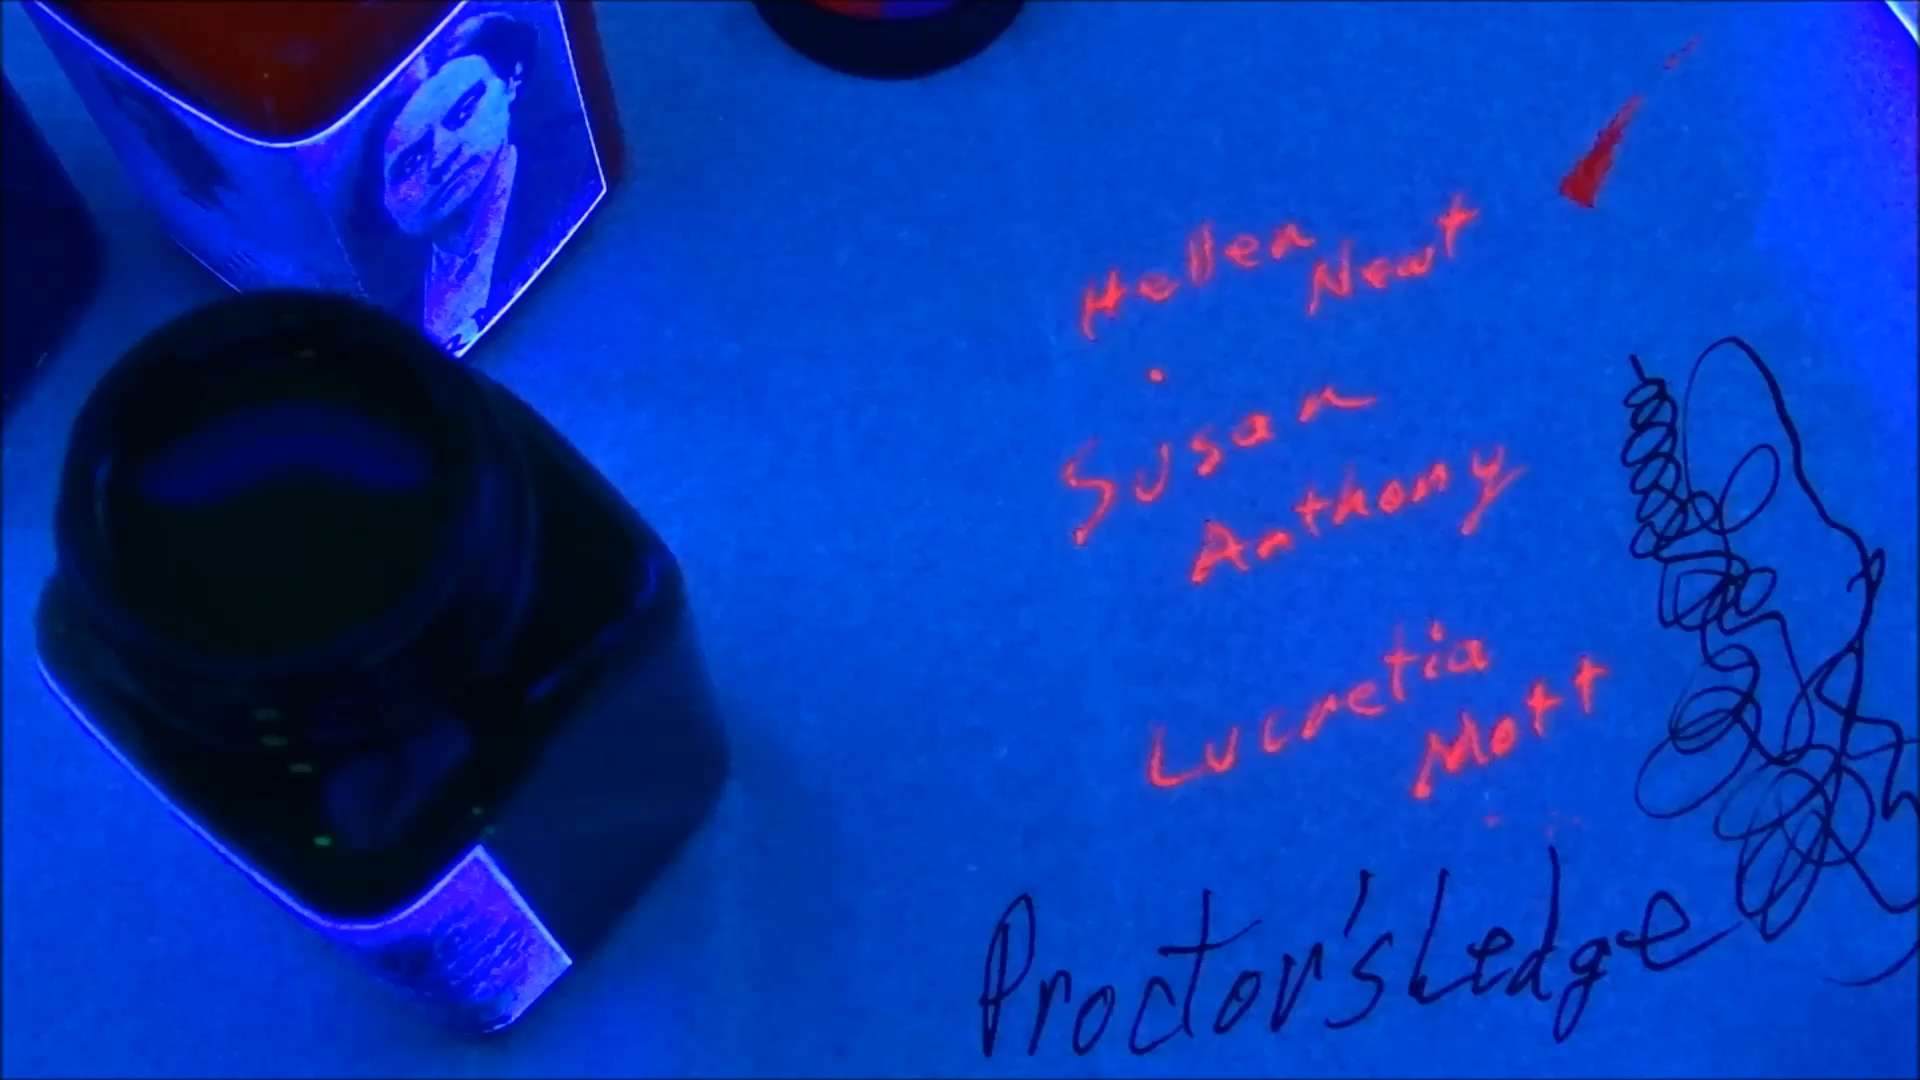 Hellen
Newt
Susan
Anthony
Lucretia
Mott
Proctor's Ledge